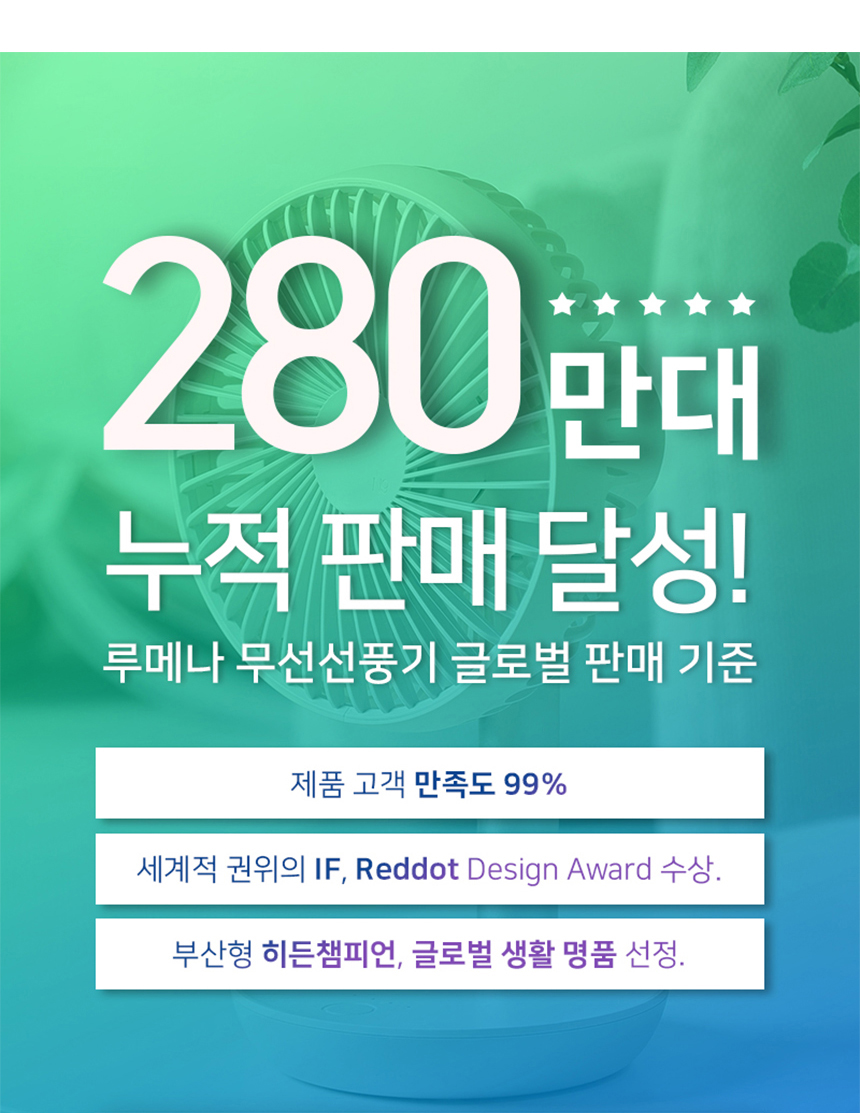 280만대
누적 판매 달성!
루메나 무선선풍기 글로벌 판매 기준
제품 고객 만족도 99%
세계적 권위의 IF, Reddot Design Award 수상.
부산형 히든챔피언, 글로벌 생활 명품 선정.